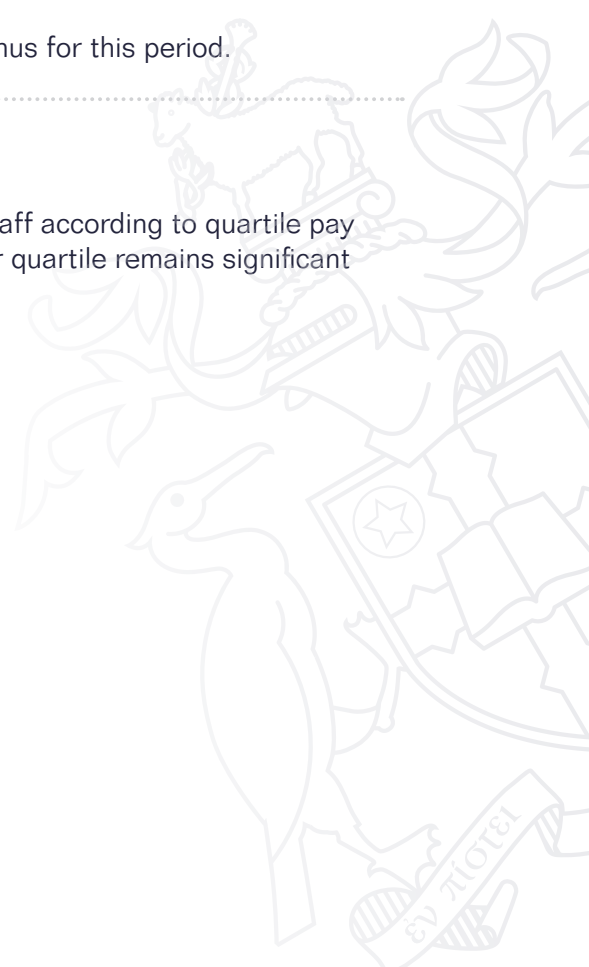 nus for this period.
aff according to quartile pay
r quartile remains significant
ἐν πίστει